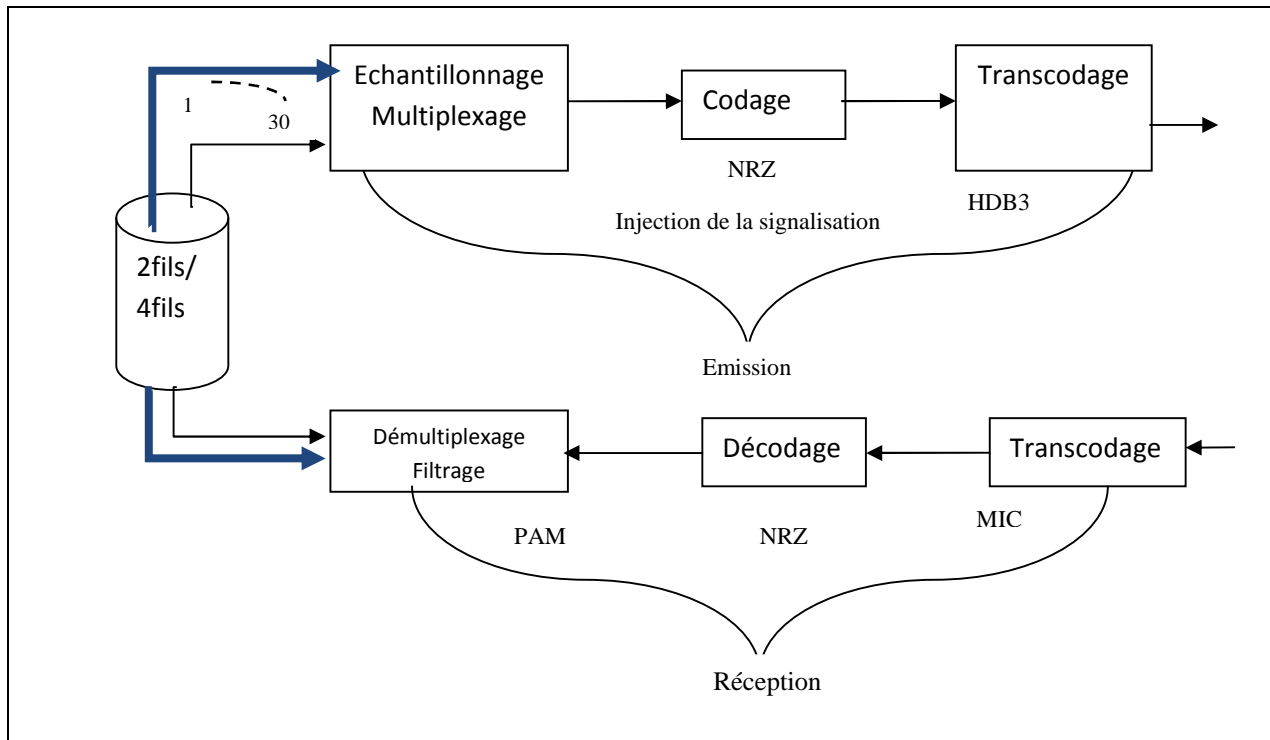 Echantillonnage
Multiplexage
Codage
Transcodage
1
30
NRZ
HDB3
Injection de la signalisation
2fils/
4fils
Emission
Démultiplexage
Filtrage
Décodage
Transcodage
PAM
NRZ
MIC
Réception